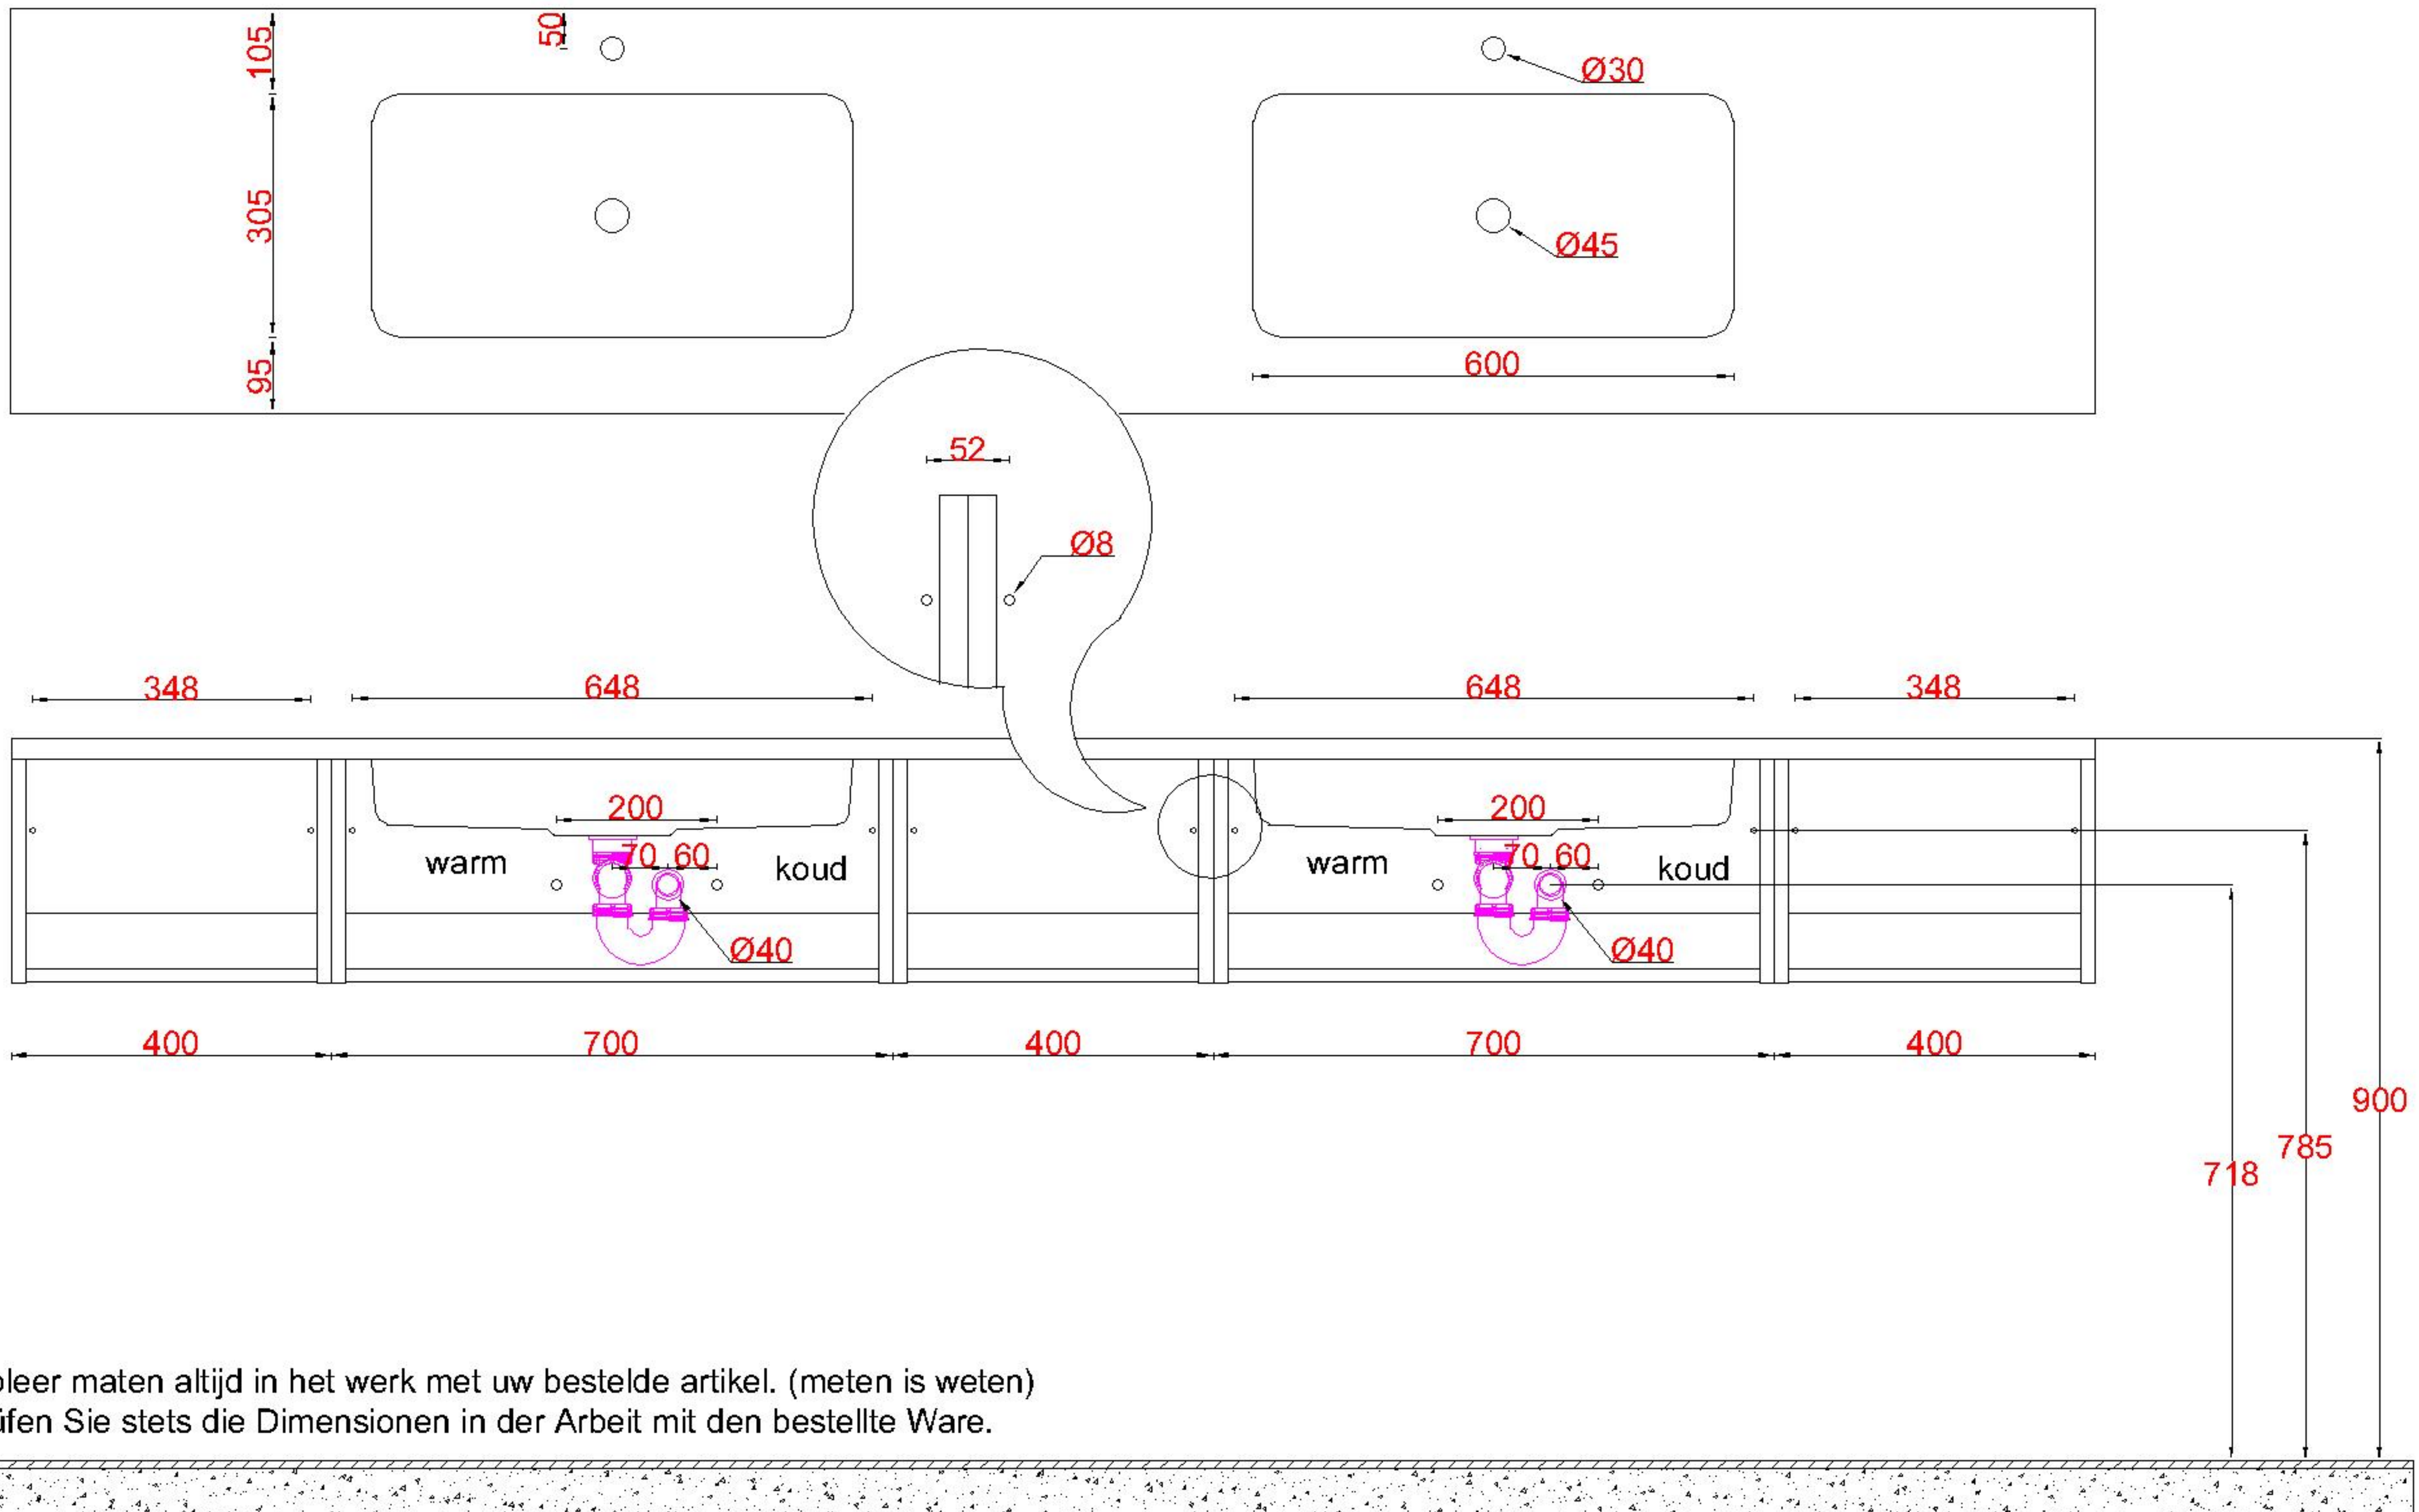 50
105
Ø30
305
Ø45
95
600
52
Ø8
348
648
648
348
200
200
warm
70
60
koud
warm
70
60
koud
Ø40
Ø40
400
700
400
700
400
900
785
718
maten altijd in het werk met uw bestelde artikel. (meten is weten)
Sie stets die Dimensionen in der Arbeit mit den bestellte Ware.